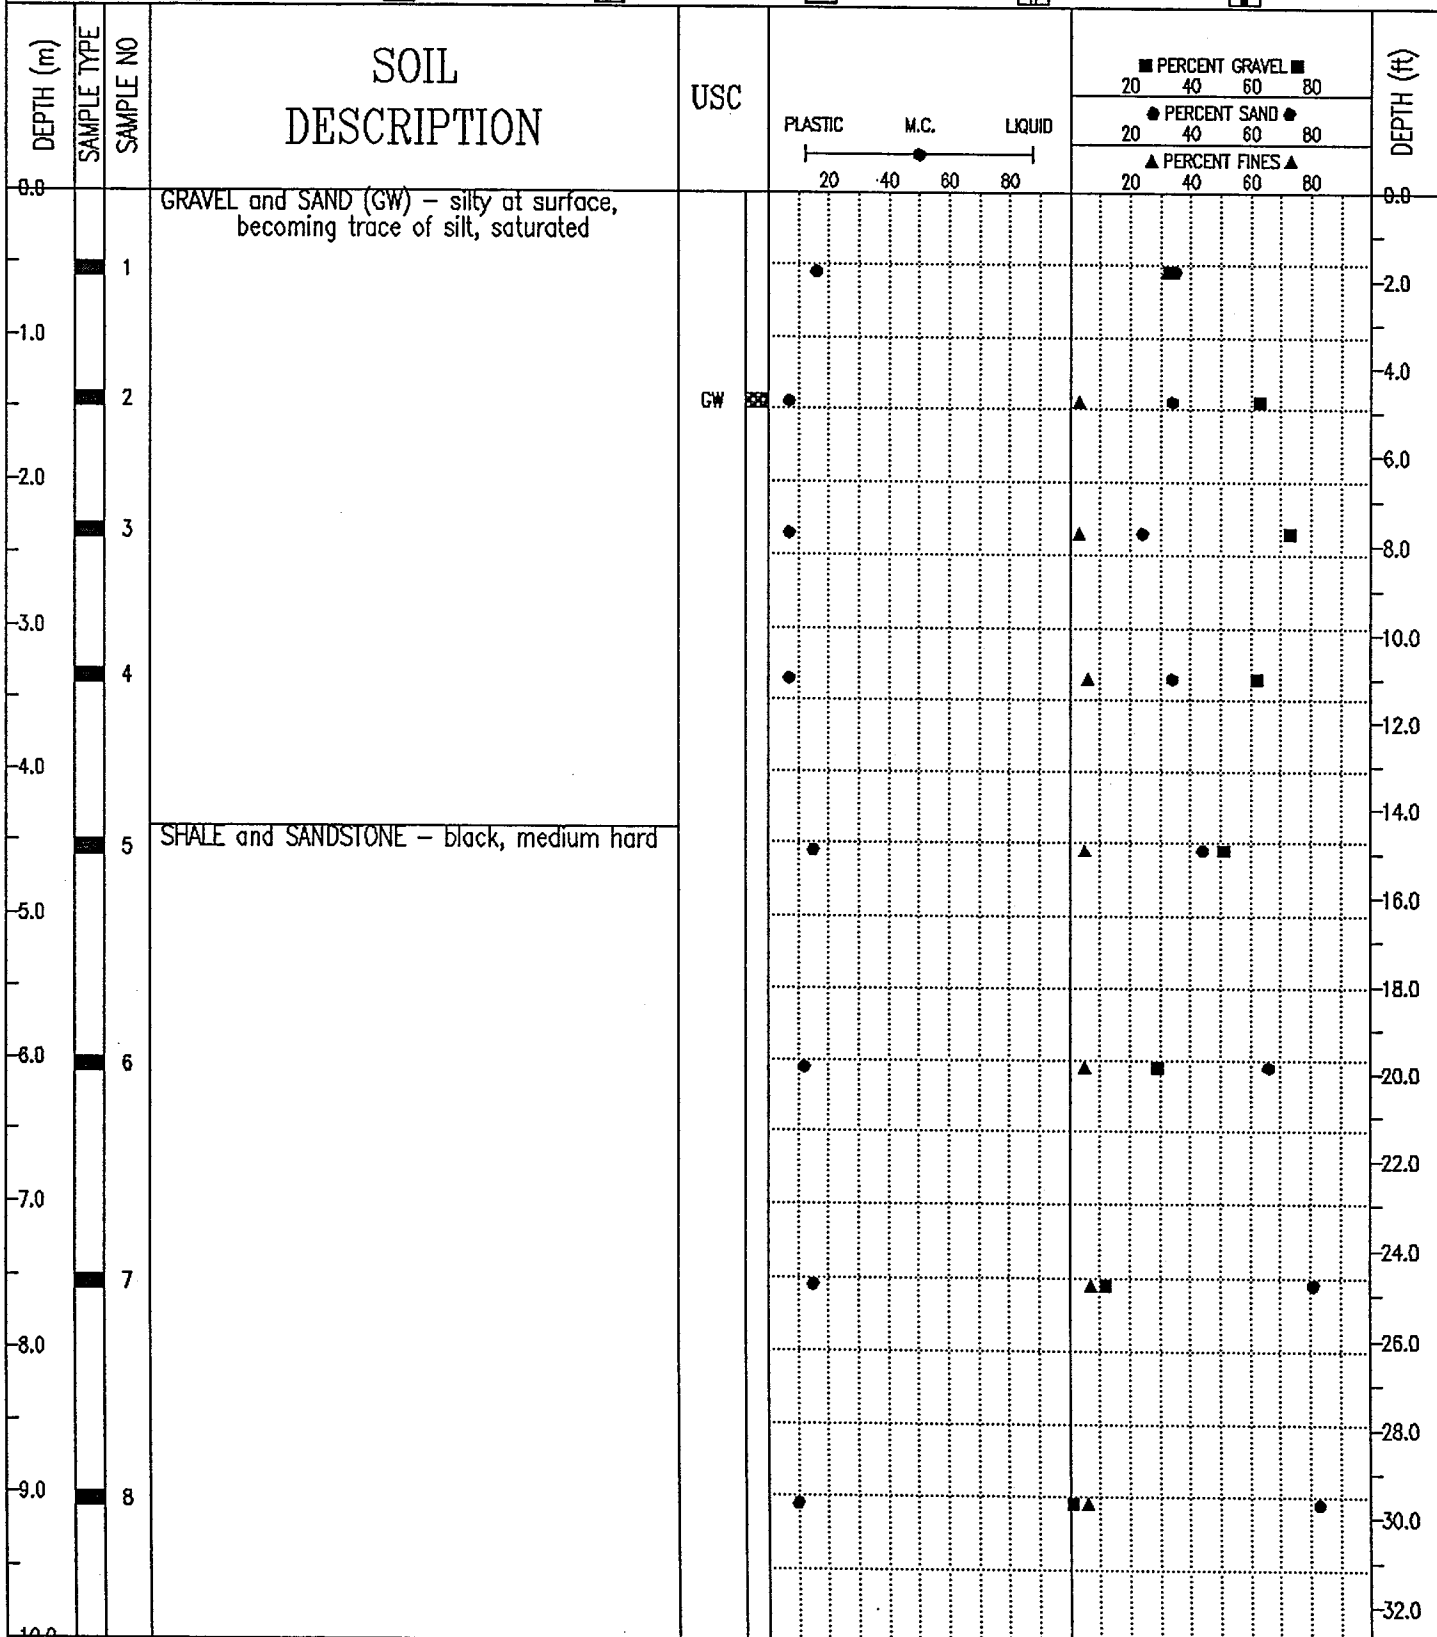 DEPTH (m)
SAMPLE TYPE
SAMPLE NO
SOIL
DESCRIPTION
USC
PLASTIC M.C. LIQUID
20 40 60 80
■ PERCENT GRAVEL ■
20 40 60 80
● PERCENT SAND ●
20 40 60 80
▲ PERCENT FINES ▲
20 40 60 80
DEPTH (ft)
0.0
GRAVEL and SAND (GW) – silty at surface,
becoming trace of silt, saturated
0.0
1
2.0
1.0
4.0
2
GW
6.0
2.0
3
8.0
3.0
10.0
4
12.0
4.0
14.0
SHALE and SANDSTONE – black, medium hard
5
16.0
5.0
18.0
6.0
6
20.0
22.0
7.0
24.0
7
8.0
26.0
28.0
9.0
8
30.0
32.0